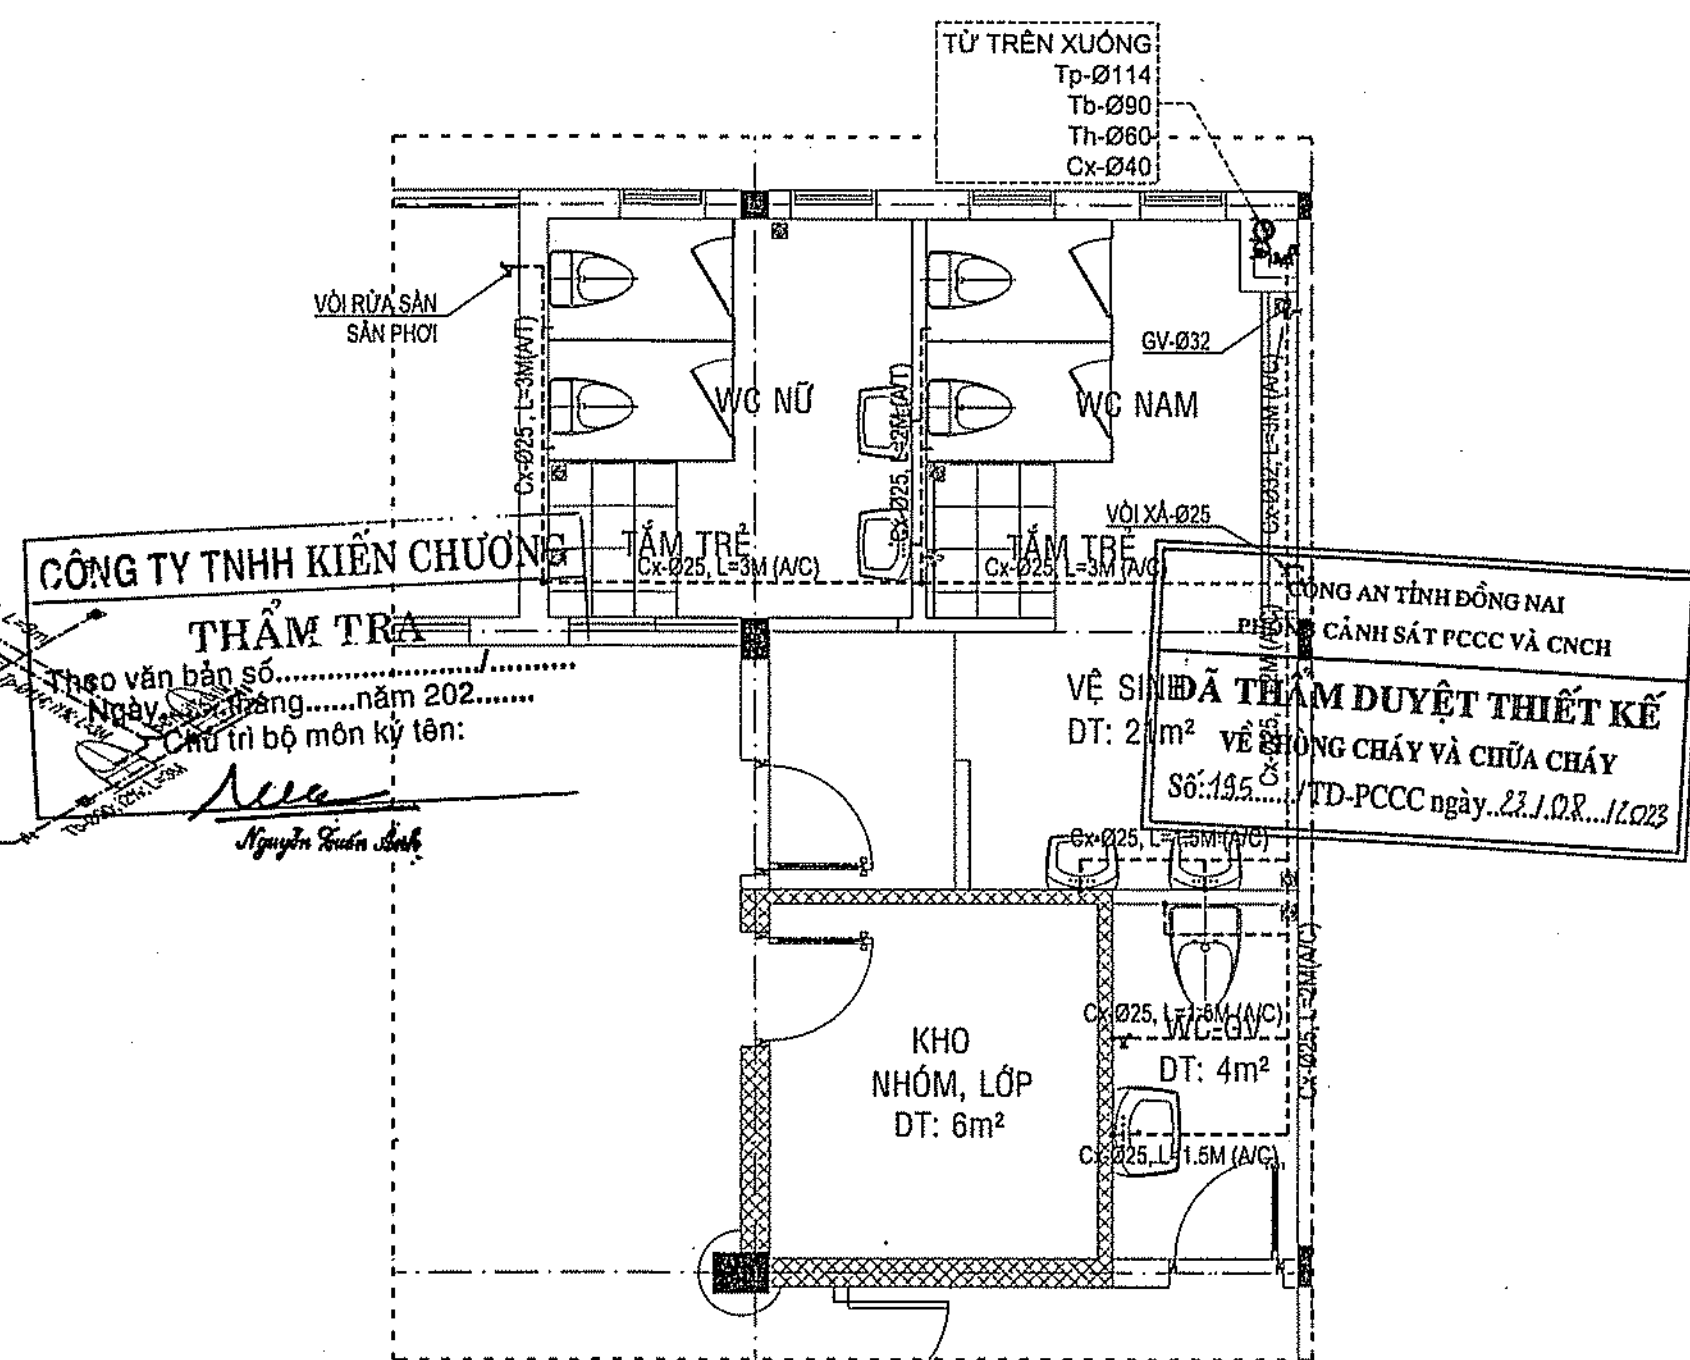 TỪ TRÊN XUỐNG
Tp-Ø114
Tb-Ø90
Th-Ø60
Cx-Ø40
VÒI RỬA SÀN
SÂN PHƠI
GV-Ø32
Cx-Ø25, L=3M(A/T)
WC NỮ
Cx-Ø25, L=2M (A/T)
WC NAM
Cx-Ø32, L=3M (A/C)
VÒI XẢ-Ø25
TẮM TRẺ
Cx-Ø25, L=3M (A/C)
TẮM TRẺ
Cx-Ø25, L=3M (A/C)
CÔNG TY TNHH KIẾN CHƯƠNG
THẨM TRA
Theo văn bản số............................/..........
Ngày......tháng......năm 202.......
Chủ trì bộ môn ký tên:
Nguyễn Tuấn Anh
CÔNG AN TỈNH ĐỒNG NAI
PHÒNG CẢNH SÁT PCCC VÀ CNCH
ĐÃ THẨM DUYỆT THIẾT KẾ
VỀ PHÒNG CHÁY VÀ CHỮA CHÁY
Số:.195....../TD-PCCC ngày..23./.08.../2023
VỆ SINH
DT: 21m²
Cx-Ø25, L=1.5M (A/C)
Cx-Ø25, L=2M(A/C)
Cx-Ø25, L=1.5M (A/C)
WC-GV
DT: 4m²
KHO
NHÓM, LỚP
DT: 6m²
Cx-Ø25, L=1.5M (A/C)